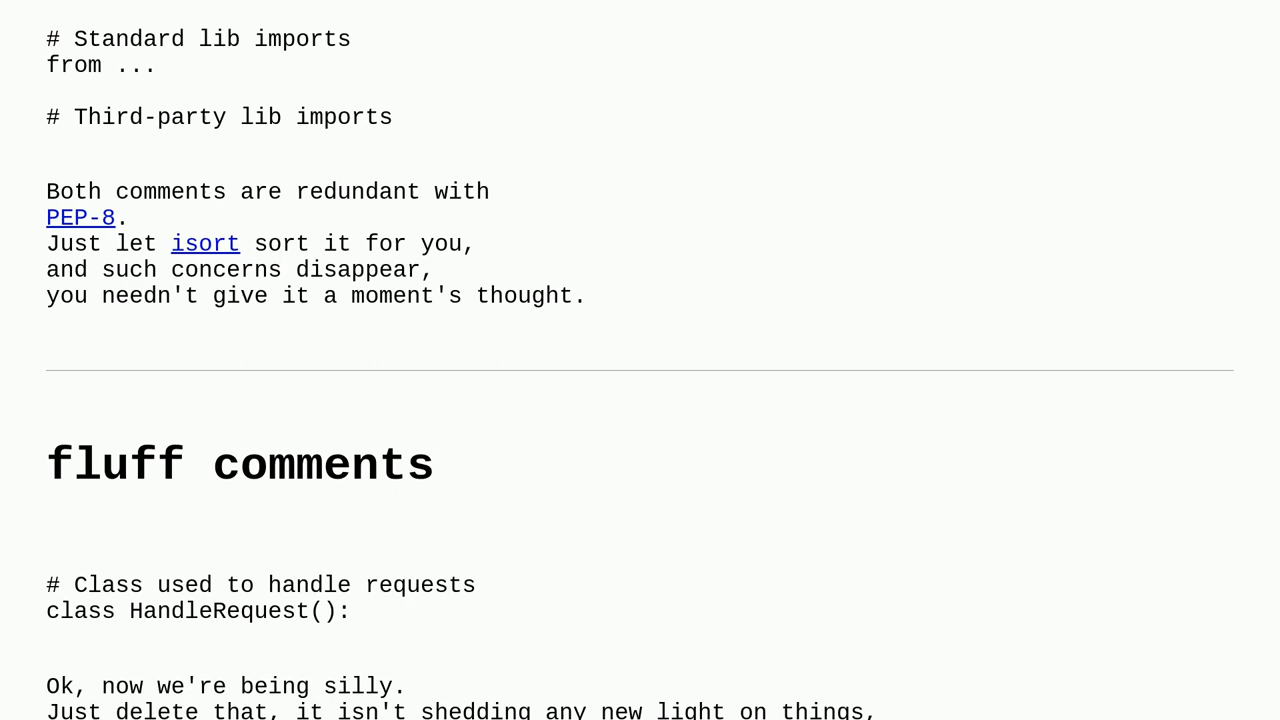 # Standard lib imports
from ...
# Third-party lib imports
Both comments are redundant with
PEP-8.
Just let isort sort it for you,
and such concerns disappear,
you needn't give it a moment's thought.
fluff comments
# Class used to handle requests
class HandleRequest():
Ok, now we're being silly.
Just delete that, it isn't shedding any new light on things,